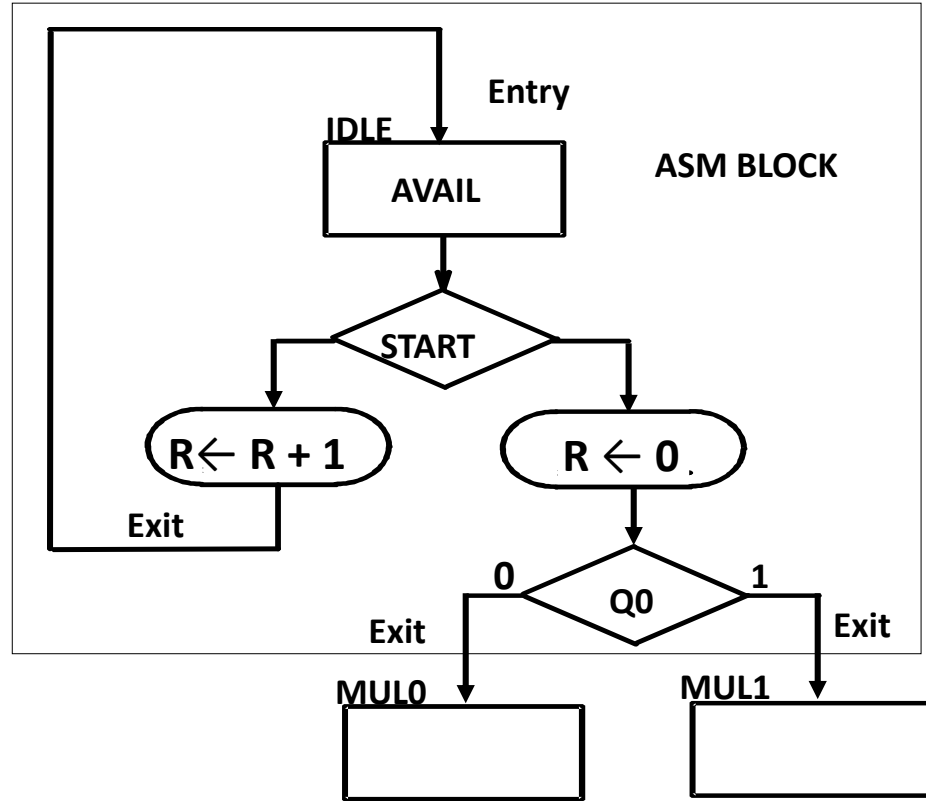 Entry
IDLE
ASM BLOCK
AVAIL
START
R← R + 1
R ← 0
Exit
0
1
Q0
Exit
Exit
MUL0
MUL1